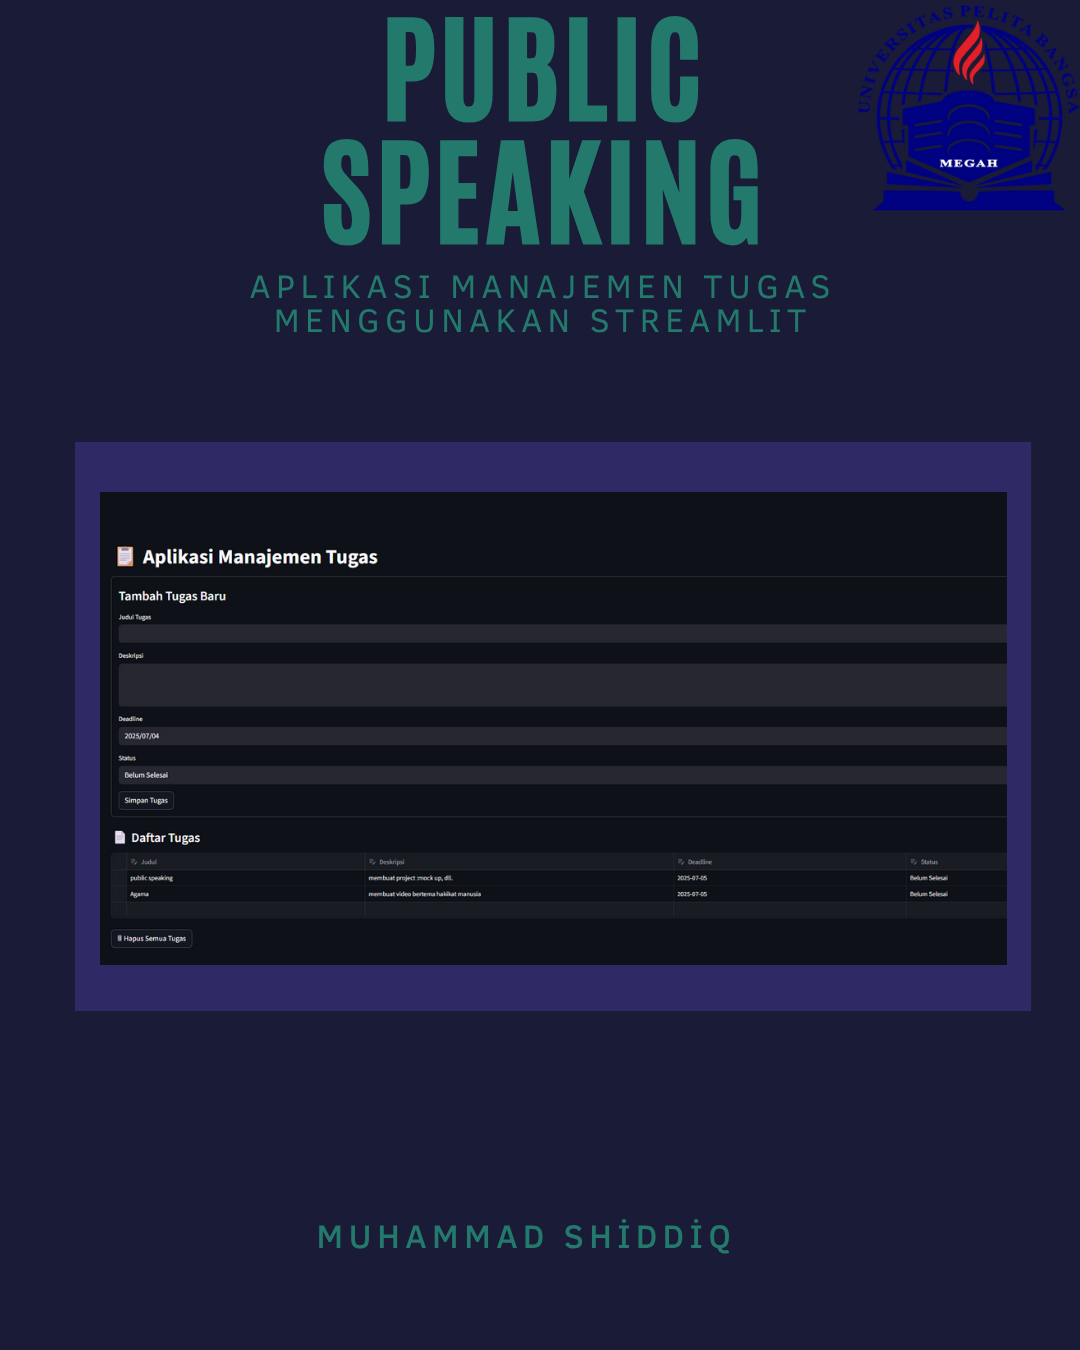 PUBLIC
SPEAKING
UNIVERSITAS PELITA BANGSA
MEGAH
APLIKASI MANAJEMEN TUGAS
MENGGUNAKAN STREAMLIT
Aplikasi Manajemen Tugas
Tambah Tugas Baru
Judul Tugas
Deskripsi
Deadline
2025/07/04
Status
Belum Selesai
Simpan Tugas
Daftar Tugas
Judul Deskripsi Deadline Status
public speaking membuat project :mock up, dll. 2025-07-05 Belum Selesai
Agama membuat video bertema hakikat manusia 2025-07-05 Belum Selesai
Hapus Semua Tugas
MUHAMMAD SHİDDİQ